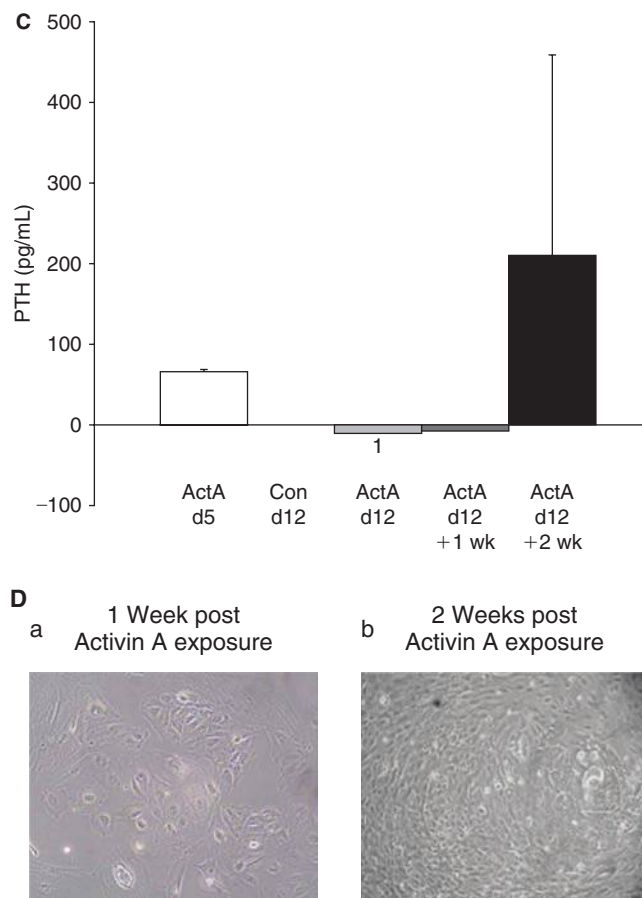 C
500
400
300
200
100
0
−100
PTH (pg/mL)
1
ActA d5
Con d12
ActA d12
ActA d12 +1 wk
ActA d12 +2 wk
D
a
1 Week post
Activin A exposure
b
2 Weeks post
Activin A exposure